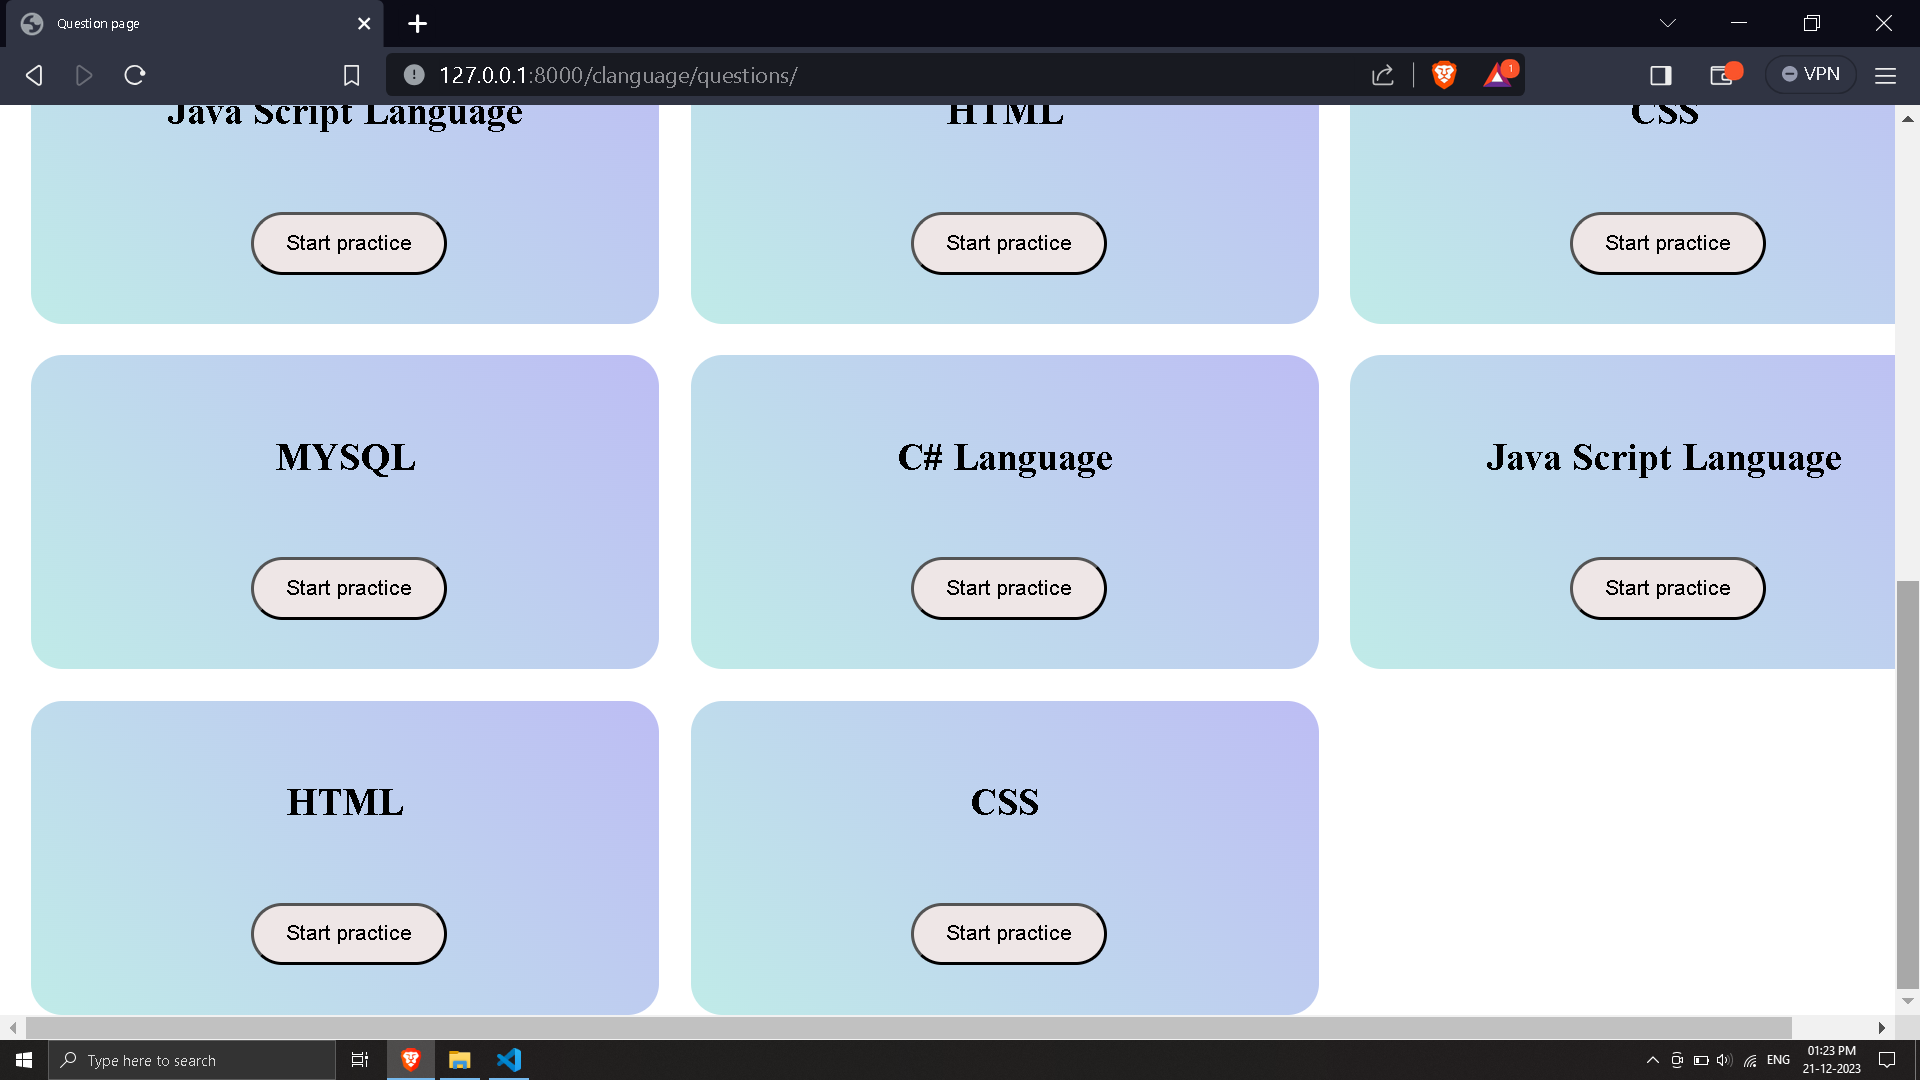 Question page
127.0.0.1:8000/clanguage/questions/
1
VPN
Java Script Language
HTML
CSS
Start practice
Start practice
Start practice
MYSQL
C# Language
Java Script Language
Start practice
Start practice
Start practice
HTML
CSS
Start practice
Start practice
Type here to search
ENG
01:23 PM
21-12-2023